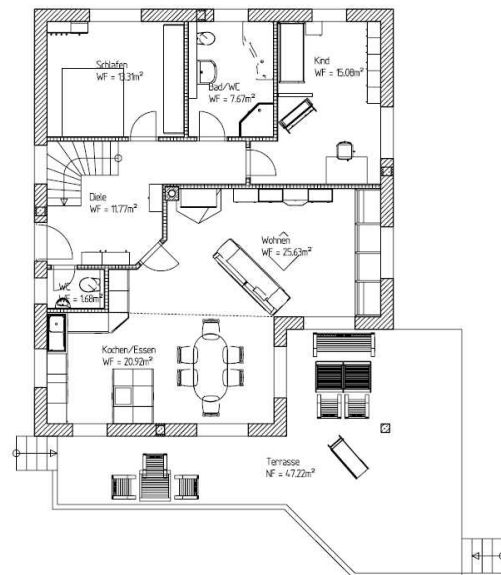 Schlafen
WF = 13.31m²
Bad/WC
WF = 7.67m²
Kind
WF = 15.08m²
Diele
WF = 11.77m²
Wohnen
WF = 25.63m²
WC
WF = 1.68m²
Kochen/Essen
WF = 20.92m²
Terrasse
NF = 47.22m²